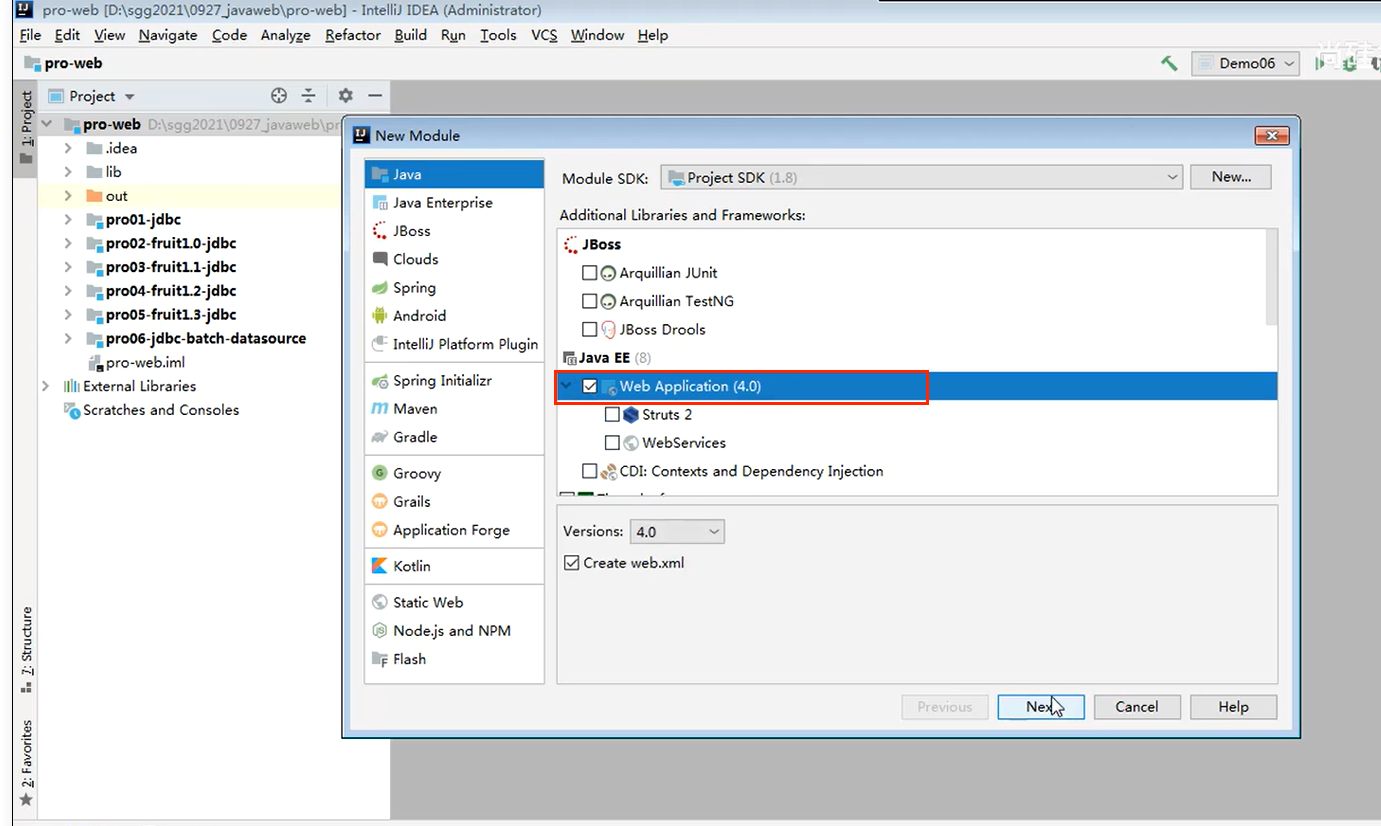 pro-web [D:\sgg2021\0927_javaweb\pro-web] - IntelliJ IDEA (Administrator)
File Edit View Navigate Code Analyze Refactor Build Run Tools VCS Window Help
pro-web
Demo06
1: Project
Project
pro-web D:\sgg2021\0927_javaweb\pr
.idea
lib
out
pro01-jdbc
pro02-fruit1.0-jdbc
pro03-fruit1.1-jdbc
pro04-fruit1.2-jdbc
pro05-fruit1.3-jdbc
pro06-jdbc-batch-datasource
pro-web.iml
External Libraries
Scratches and Consoles
7: Structure
2: Favorites
New Module
Java
Java Enterprise
JBoss
Clouds
Spring
Android
IntelliJ Platform Plugin
Spring Initializr
Maven
Gradle
Groovy
Grails
Application Forge
Kotlin
Static Web
Node.js and NPM
Flash
Module SDK: Project SDK (1.8) New...
Additional Libraries and Frameworks:
JBoss
Arquillian JUnit
Arquillian TestNG
JBoss Drools
Java EE (8)
Web Application (4.0)
Struts 2
WebServices
CDI: Contexts and Dependency Injection
Versions: 4.0
Create web.xml
Previous Next Cancel Help